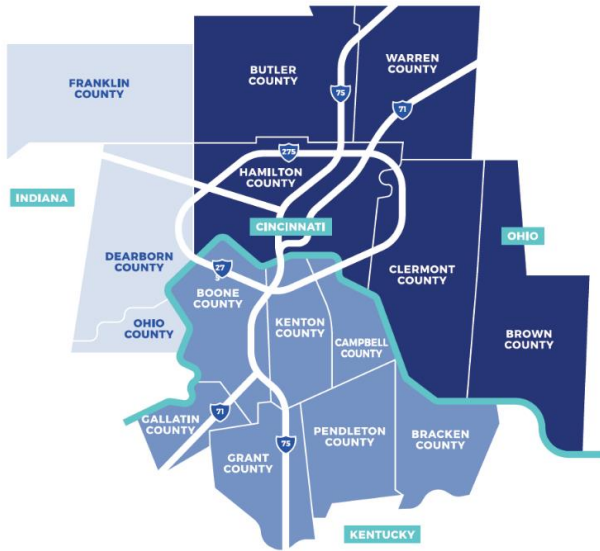 FRANKLIN
COUNTY
BUTLER
COUNTY
WARREN
COUNTY
75
71
275
HAMILTON
COUNTY
INDIANA
CINCINNATI
OHIO
DEARBORN
COUNTY
27
5
BOONE
COUNTY
CLERMONT
COUNTY
OHIO
COUNTY
KENTON
COUNTY
CAMPBELL
COUNTY
BROWN
COUNTY
GALLATIN
COUNTY
71
75
GRANT
COUNTY
PENDLETON
COUNTY
BRACKEN
COUNTY
KENTUCKY